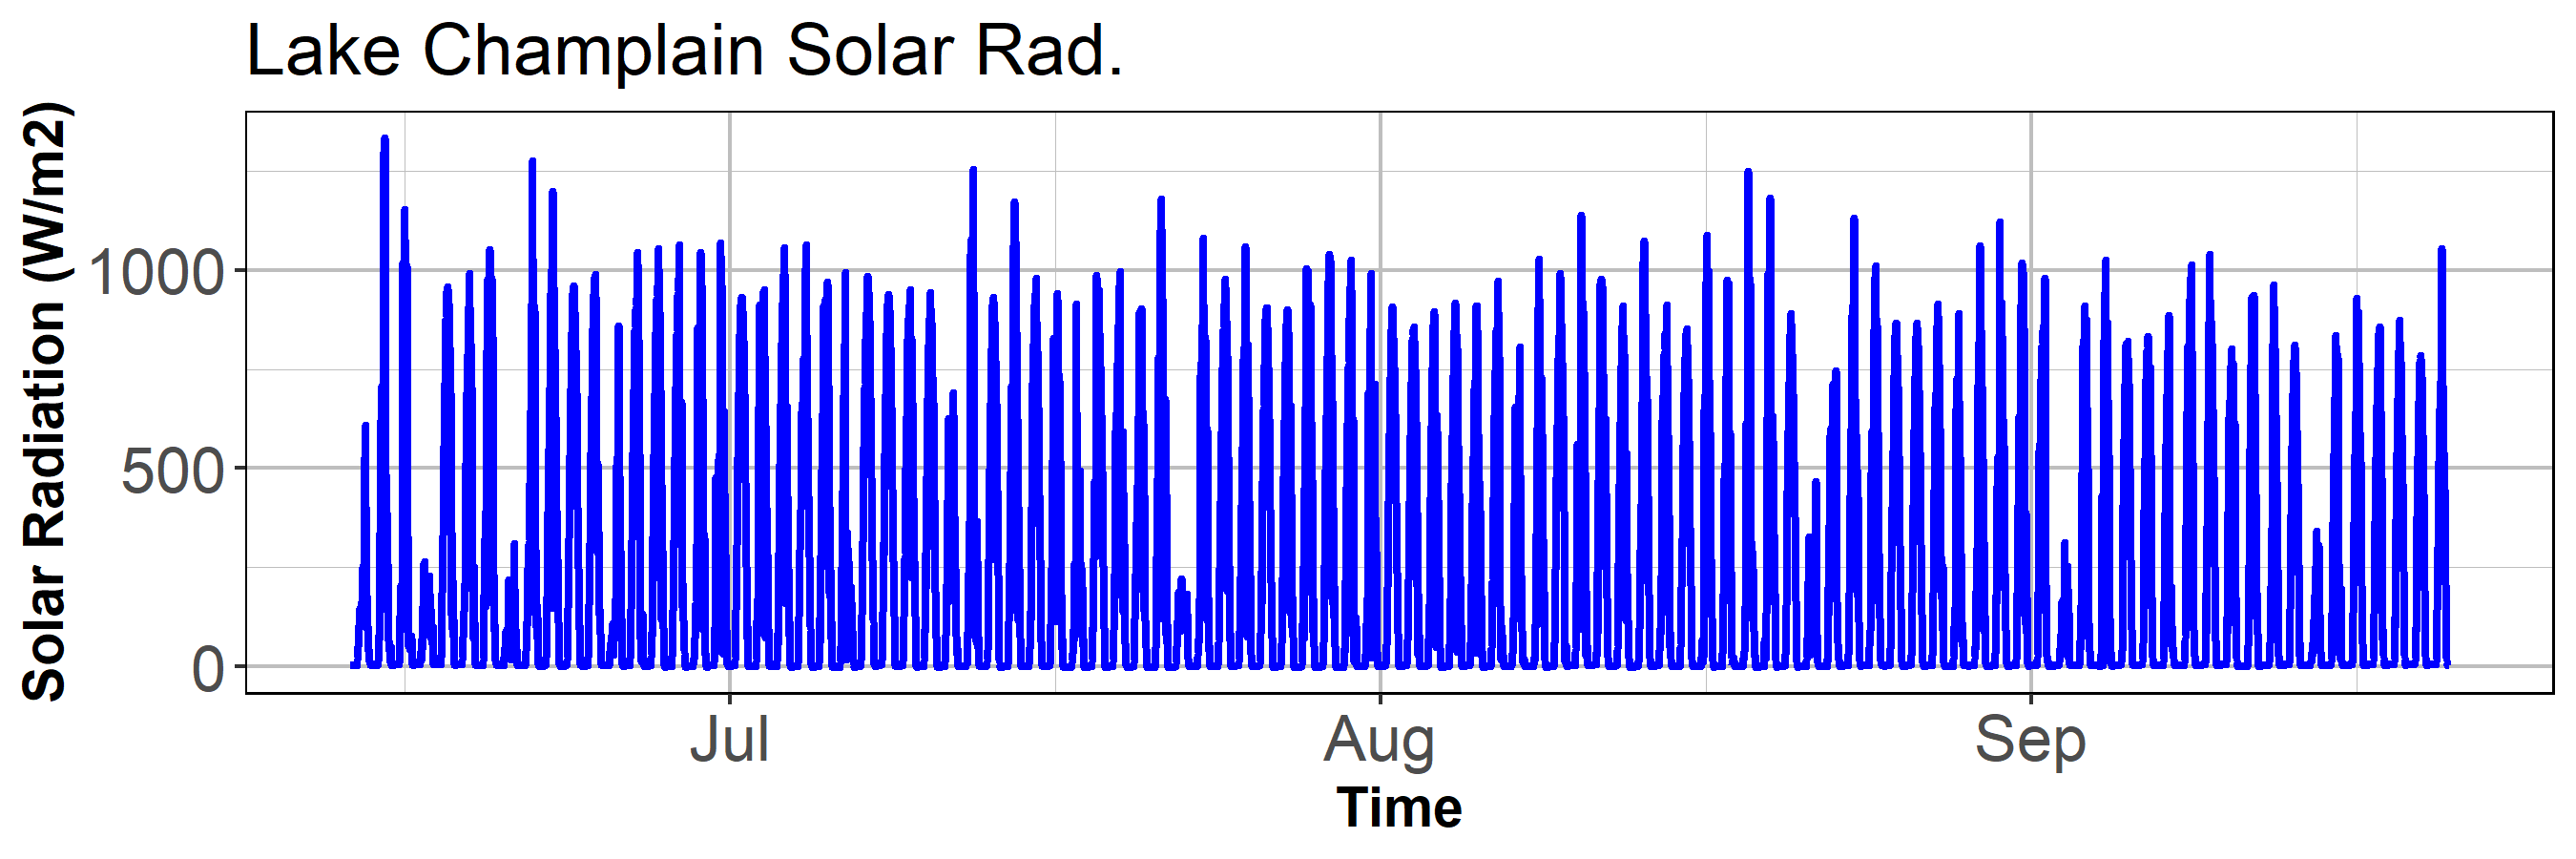 Lake Champlain Solar Rad.
Solar Radiation (W/m2)
1000
500
0
Jul Aug Sep
Time